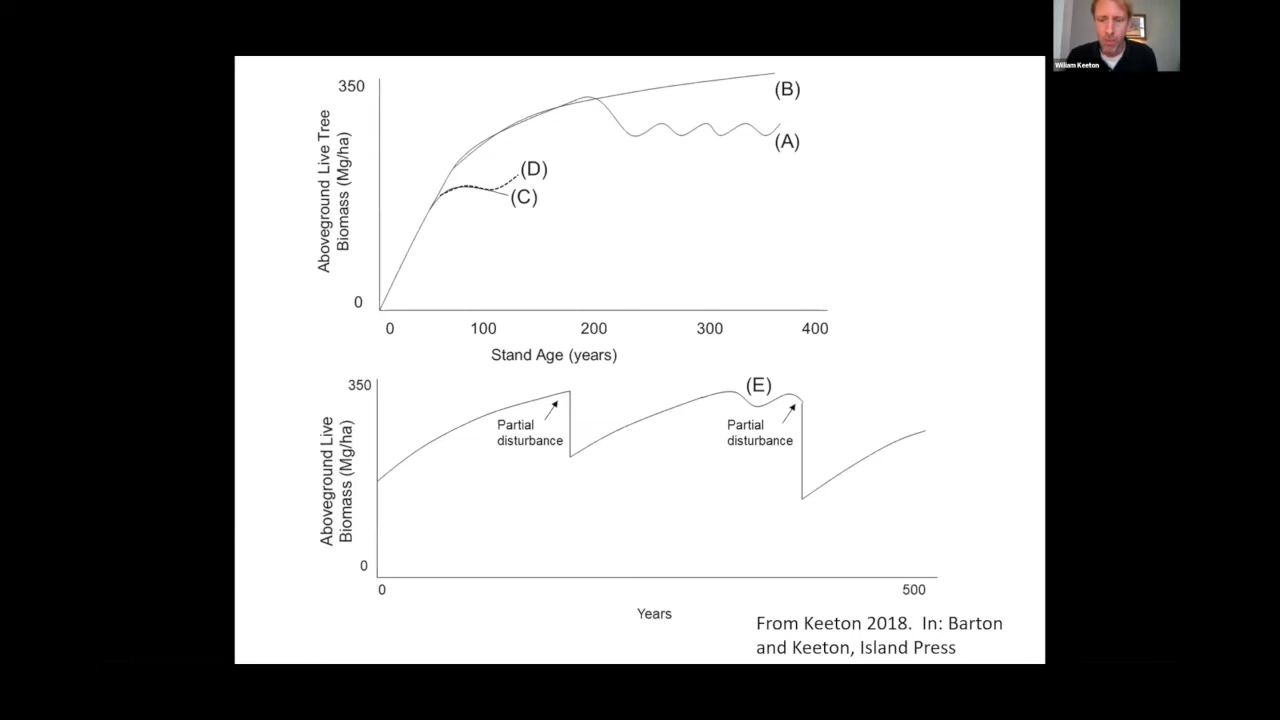 William Keeton
350
Aboveground Live Tree
Biomass (Mg/ha)
0
(B)
(A)
(D)
(C)
0 100 200 300 400
Stand Age (years)
350
Aboveground Live
Biomass (Mg/ha)
0
(E)
Partial
disturbance
Partial
disturbance
0 500
Years
From Keeton 2018. In: Barton
and Keeton, Island Press